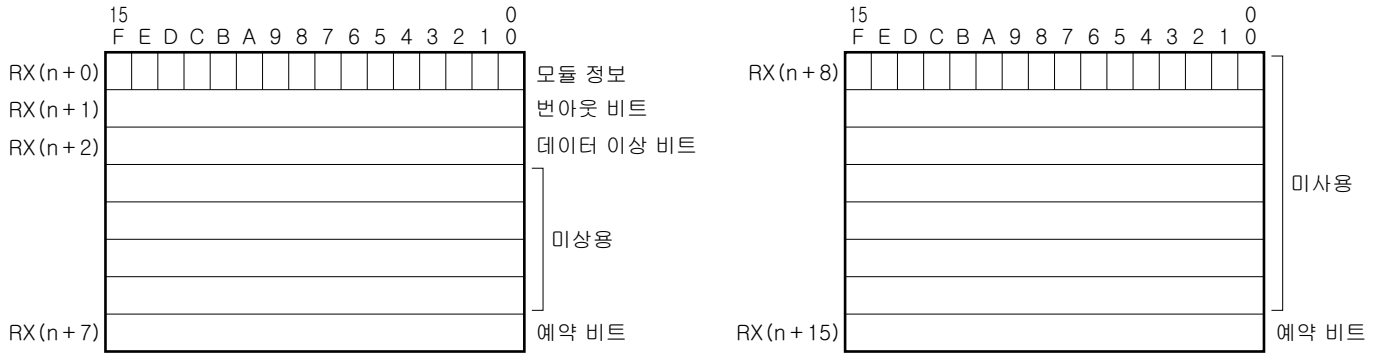 15 0
F E D C B A 9 8 7 6 5 4 3 2 1 0
RX(n+0) 모듈 정보
RX(n+1) 번아웃 비트
RX(n+2) 데이터 이상 비트
미상용
RX(n+7) 예약 비트
15 0
F E D C B A 9 8 7 6 5 4 3 2 1 0
RX(n+8)
미사용
RX(n+15) 예약 비트